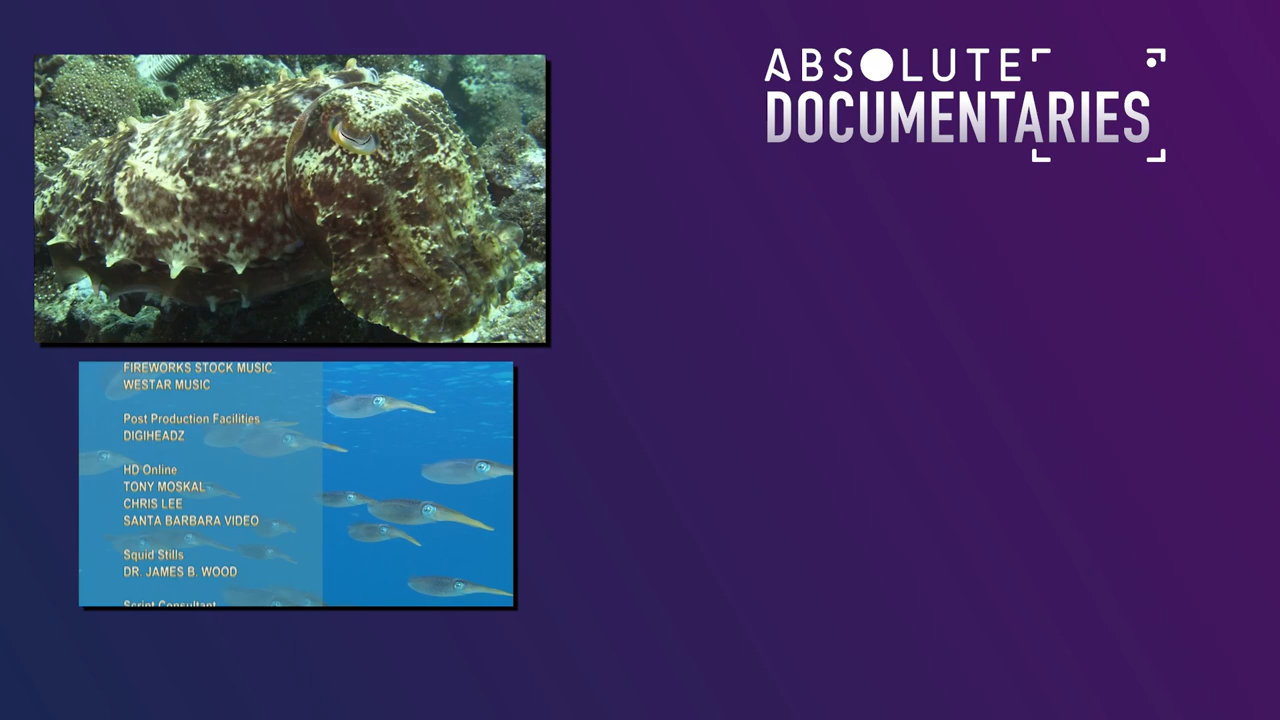 ABSOLUTE
DOCUMENTARIES
FIREWORKS STOCK MUSIC
WESTAR MUSIC
Post Production Facilities
DIGIHEADZ
HD Online
TONY MOSKAL
CHRIS LEE
SANTA BARBARA VIDEO
Squid Stills
DR. JAMES B. WOOD
Script Consultant